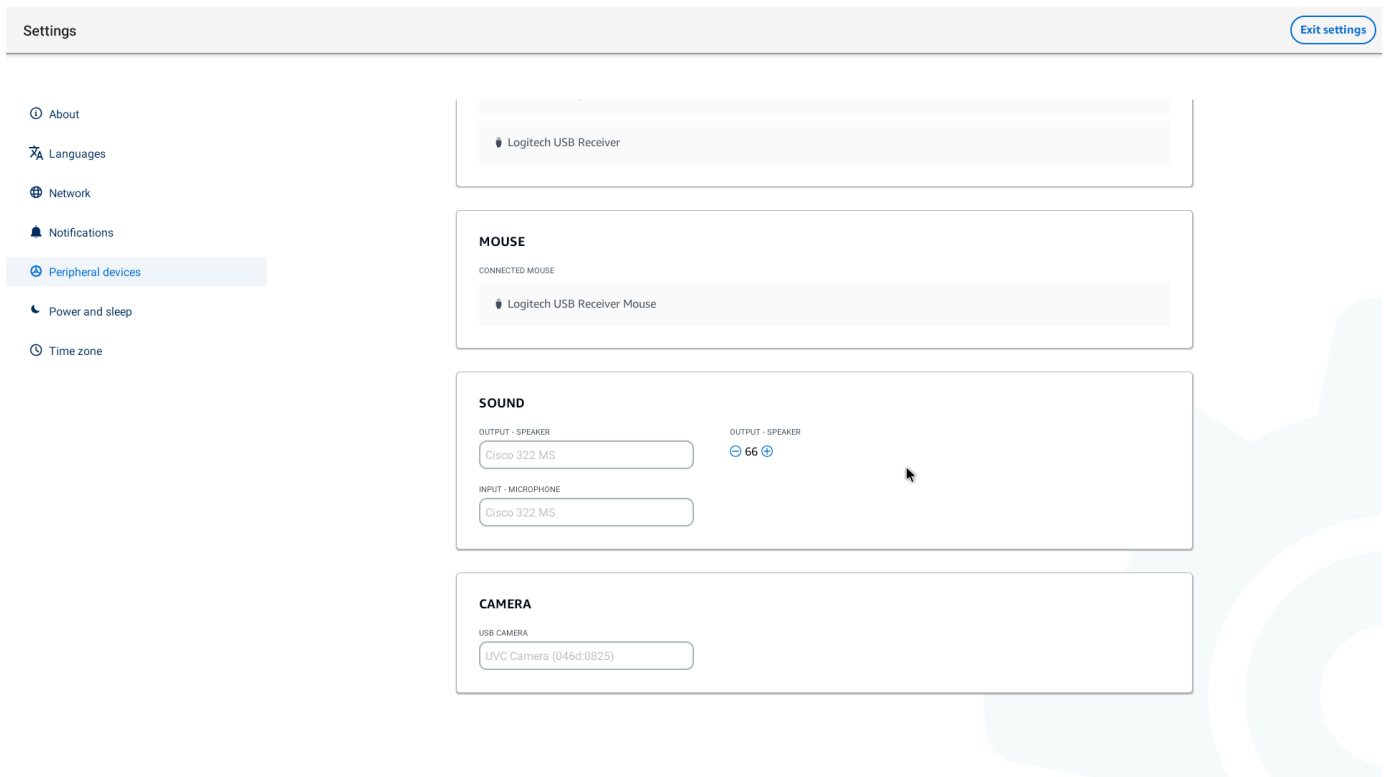 Settings
Exit settings
About
Languages
Network
Notifications
Peripheral devices
Power and sleep
Time zone
Logitech USB Receiver
MOUSE
CONNECTED MOUSE
Logitech USB Receiver Mouse
SOUND
OUTPUT - SPEAKER
Cisco 322 MS
OUTPUT - SPEAKER
66
INPUT - MICROPHONE
Cisco 322 MS
CAMERA
USB CAMERA
UVC Camera (046d:0825)